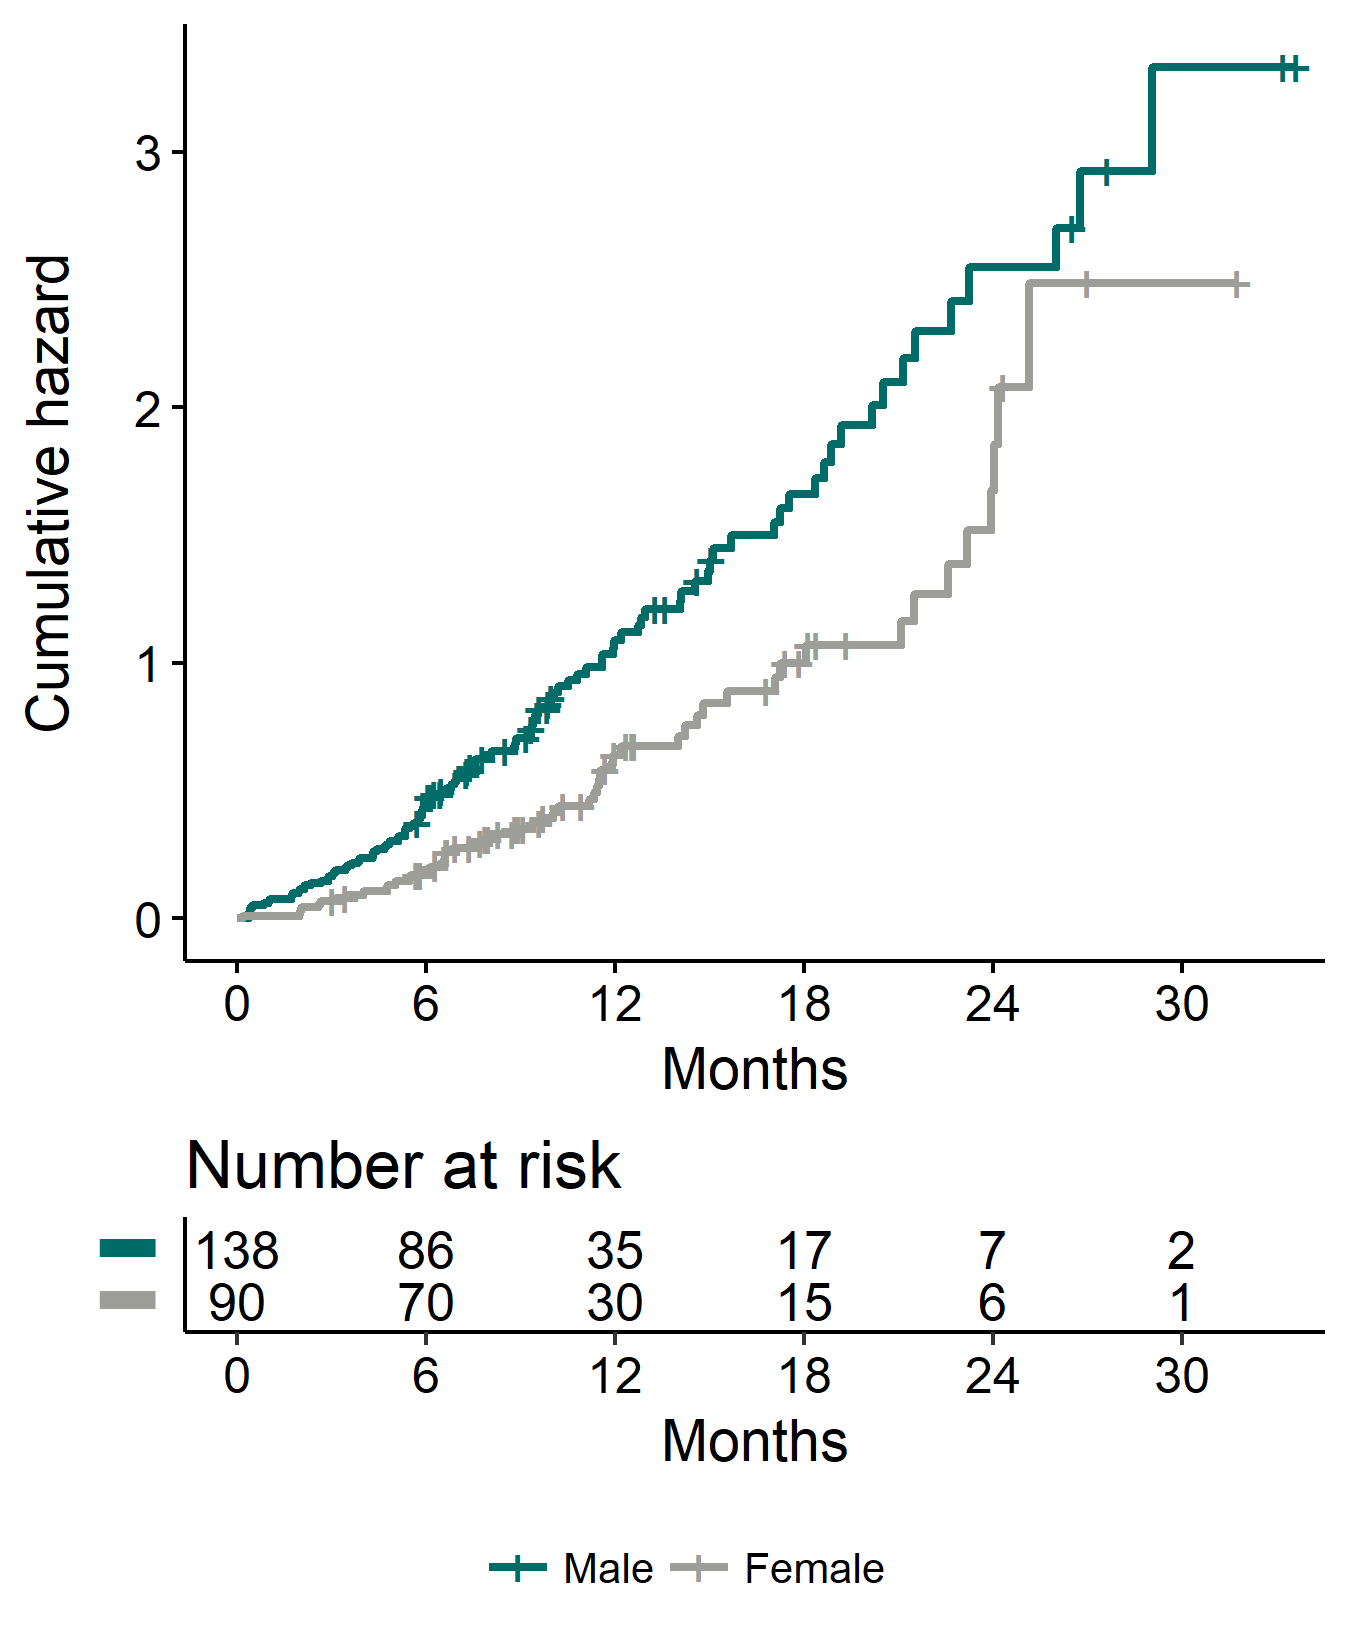 Cumulative hazard
3
2
1
0
0 6 12 18 24 30
Months
Number at risk
138 86 35 17 7 2
90 70 30 15 6 1
0 6 12 18 24 30
Months
Male Female